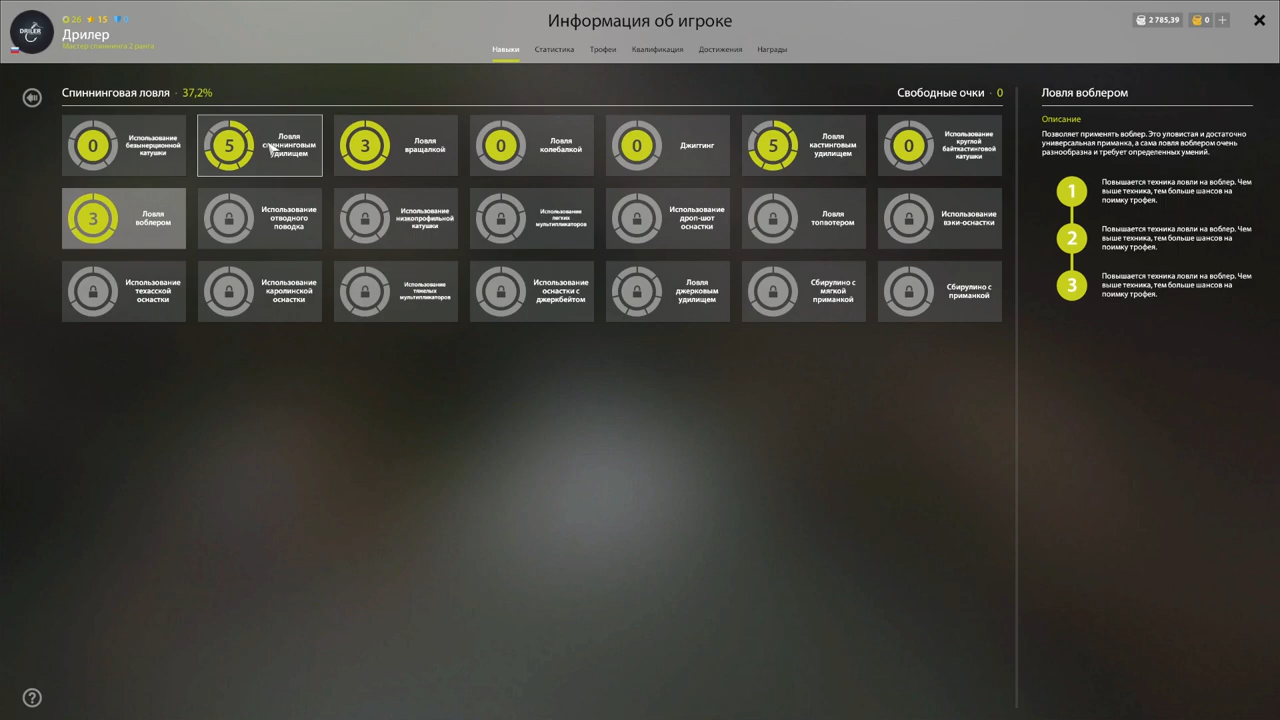 26 15 0
DRILER
Дрилер
Мастер спиннинга 2 ранга.
Информация об игроке
2 785,39
0
Навыки
Статистика
Трофеи
Квалификация
Достижения
Награды
Спиннинговая ловля · 37,2%
Свободные очки · 0
0
Использование
безынерционной
катушки
5
Ловля
спиннинговым
удилищем
3
Ловля
вращалкой
0
Ловля
колебалкой
0
Джиггинг
5
Ловля
кастинговым
удилищем
0
Использование
круглой
байткастинговой
катушки
3
Ловля
воблером
Использование
отводного
поводка
Использование
низкопрофильной
катушки
Использование
легких
мультипликаторов
Использование
дроп-шот
оснастки
Ловля
топвотером
Использование
вэки-оснастки
Использование
техасской
оснастки
Использование
каролинской
оснастки
Использование
тяжелых
мультипликаторов
Использование
оснастки с
джеркбейтом
Ловля
джерковым
удилищем
Сбирулино с
мягкой
приманкой
Сбирулино с
приманкой
Ловля воблером
Описание
Позволяет применять воблер. Это уловистая и достаточно
универсальная приманка, а сама ловля воблером очень
разнообразна и требует определенных умений.
1
Повышается техника ловли на воблер. Чем
выше техника, тем больше шансов на
поимку трофея.
2
Повышается техника ловли на воблер. Чем
выше техника, тем больше шансов на
поимку трофея.
3
Повышается техника ловли на воблер. Чем
выше техника, тем больше шансов на
поимку трофея.
?